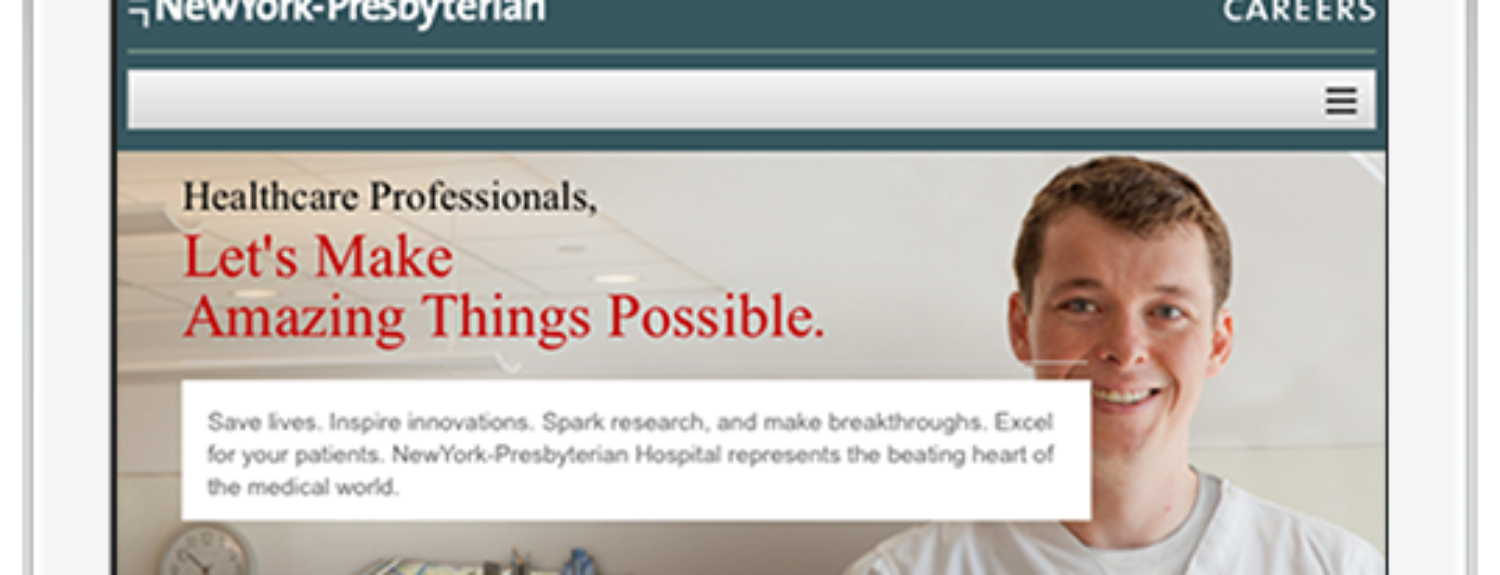 NewYork-Presbyterian
CAREERS
Healthcare Professionals,
Let's Make
Amazing Things Possible.
Save lives. Inspire innovations. Spark research, and make breakthroughs. Excel
for your patients. NewYork-Presbyterian Hospital represents the beating heart of
the medical world.